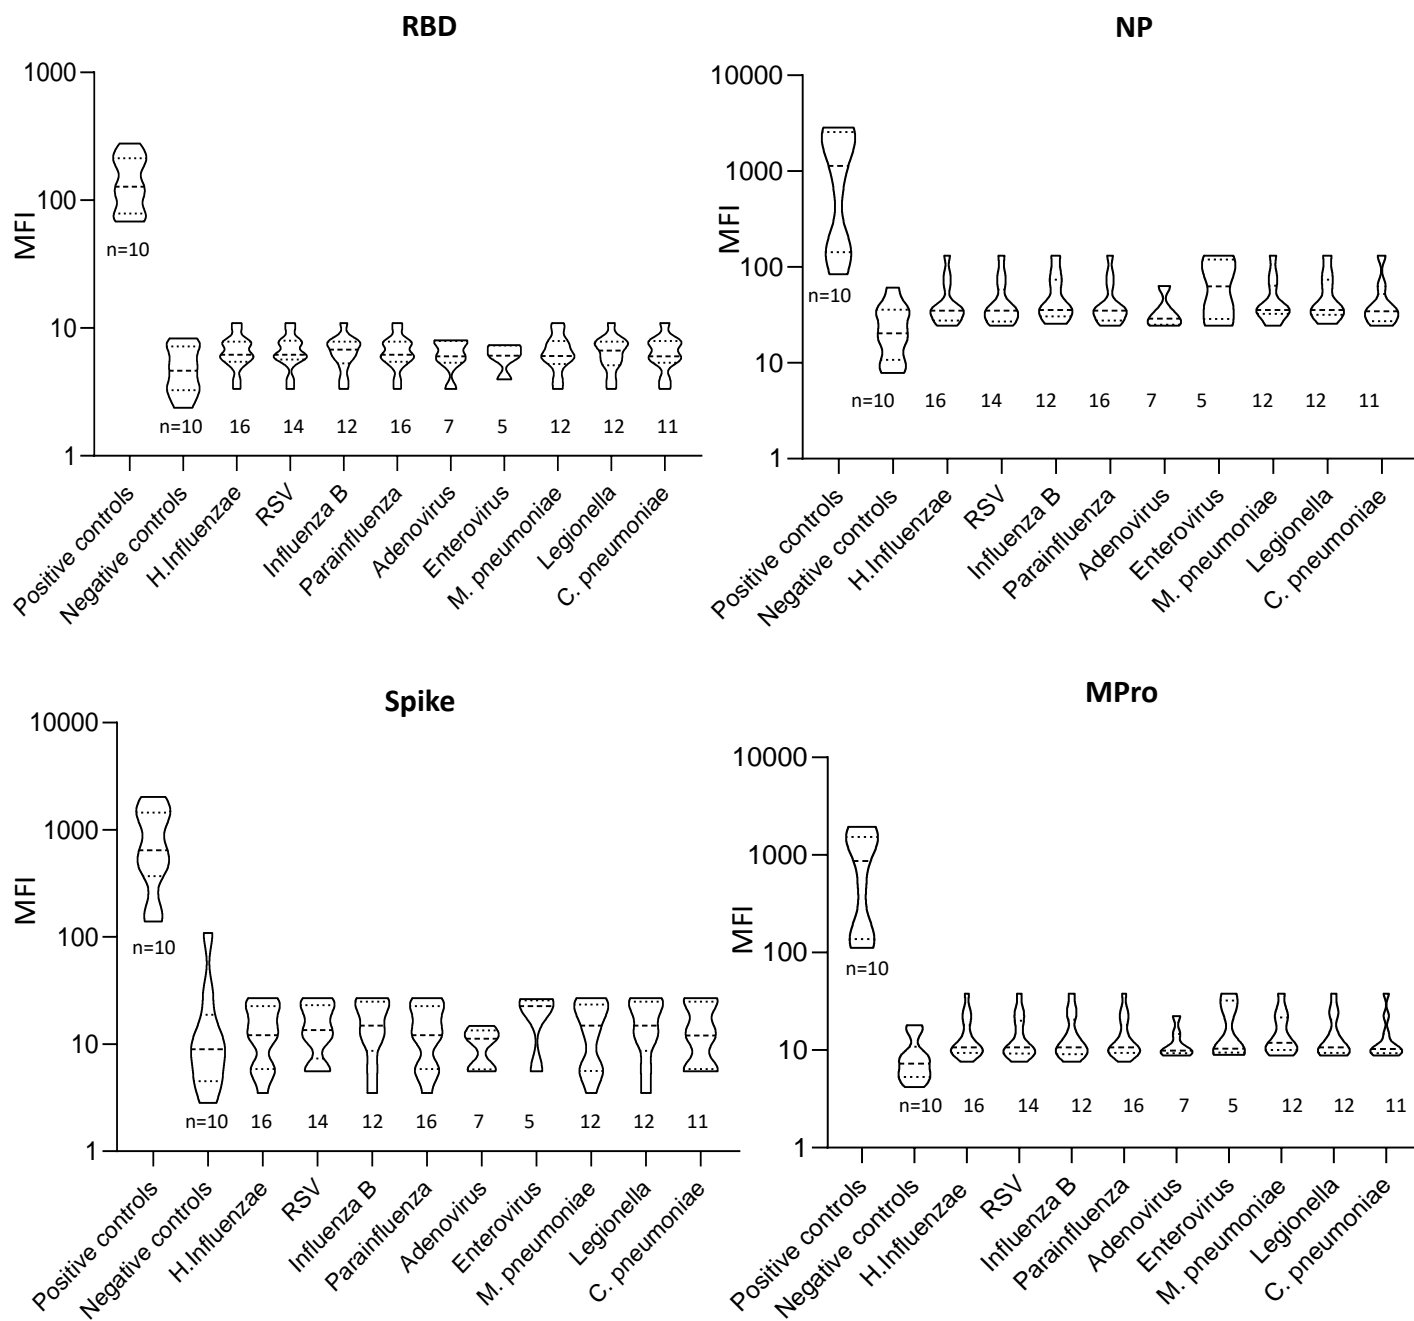 RBD
MFI
1000
100
10
1
n=10
n=10 16 14 12 16 7 5 12 12 11
Positive controls
Negative controls
H.Influenzae
RSV
Influenza B
Parainfluenza
Adenovirus
Enterovirus
M. pneumoniae
Legionella
C. pneumoniae
NP
MFI
10000
1000
100
10
1
n=10
n=10 16 14 12 16 7 5 12 12 11
Positive controls
Negative controls
H.Influenzae
RSV
Influenza B
Parainfluenza
Adenovirus
Enterovirus
M. pneumoniae
Legionella
C. pneumoniae
Spike
MFI
10000
1000
100
10
1
n=10
n=10 16 14 12 16 7 5 12 12 11
Positive controls
Negative controls
H.Influenzae
RSV
Influenza B
Parainfluenza
Adenovirus
Enterovirus
M. pneumoniae
Legionella
C. pneumoniae
MPro
MFI
10000
1000
100
10
1
n=10
n=10 16 14 12 16 7 5 12 12 11
Positive controls
Negative controls
H.Influenzae
RSV
Influenza B
Parainfluenza
Adenovirus
Enterovirus
M. pneumoniae
Legionella
C. pneumoniae